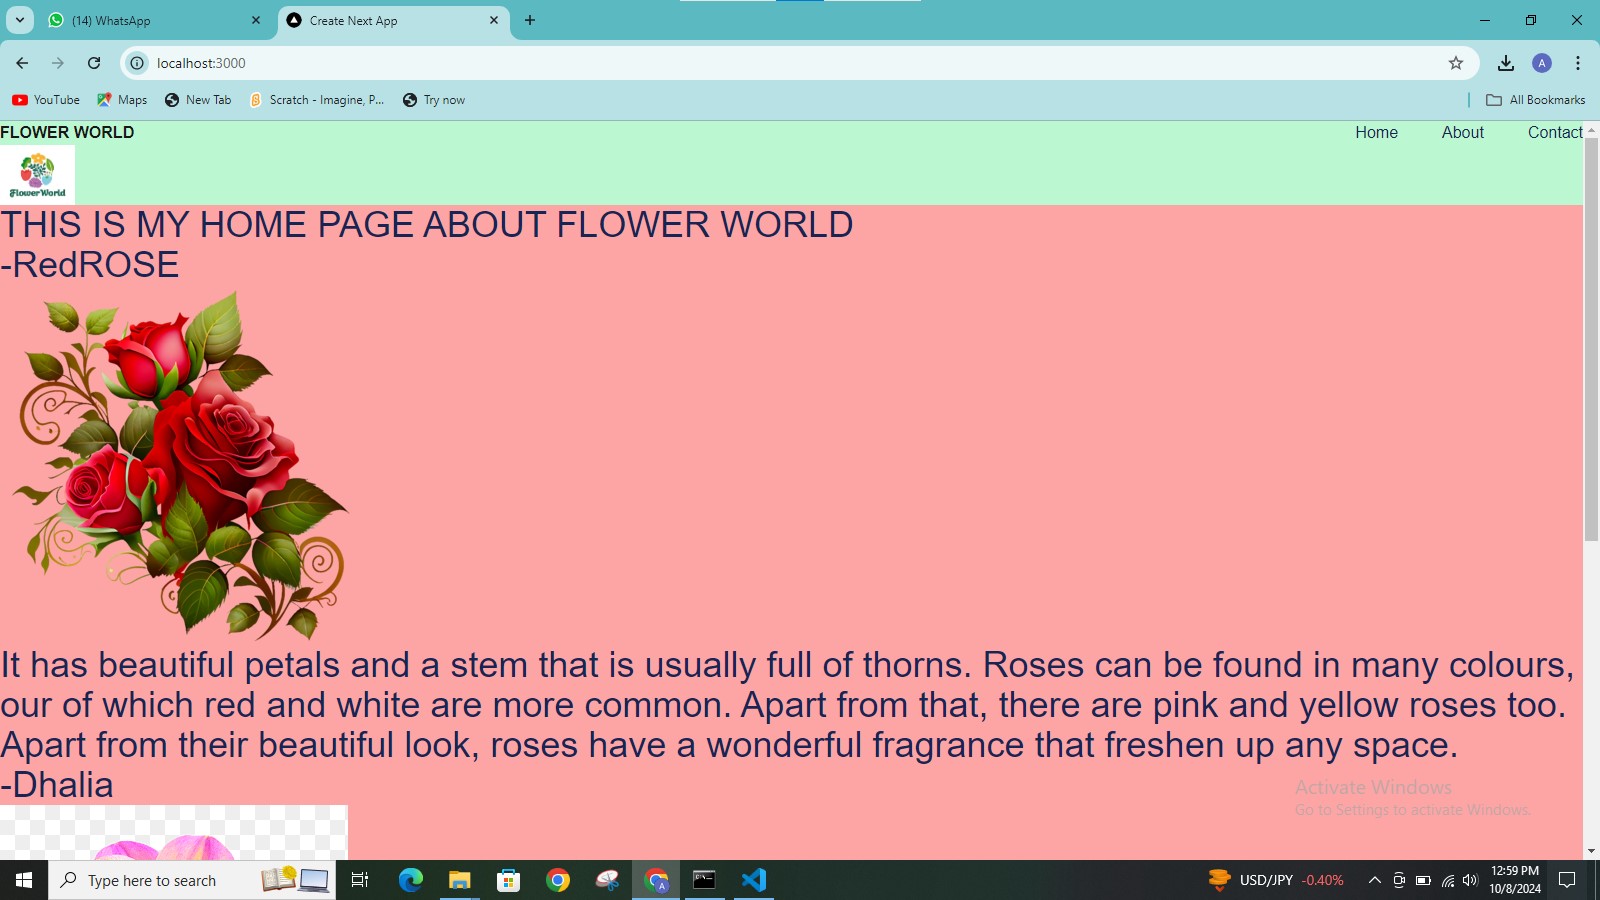 (14) WhatsApp
Create Next App
localhost:3000
A
YouTube
Maps
New Tab
Scratch - Imagine, P...
Try now
All Bookmarks
FLOWER WORLD
Home
About
Contact
FlowerWorld
THIS IS MY HOME PAGE ABOUT FLOWER WORLD
-RedROSE
It has beautiful petals and a stem that is usually full of thorns. Roses can be found in many colours,
our of which red and white are more common. Apart from that, there are pink and yellow roses too.
Apart from their beautiful look, roses have a wonderful fragrance that freshen up any space.
-Dhalia
Activate Windows
Go to Settings to activate Windows.
Type here to search
A
USD/JPY -0.40%
12:59 PM
10/8/2024